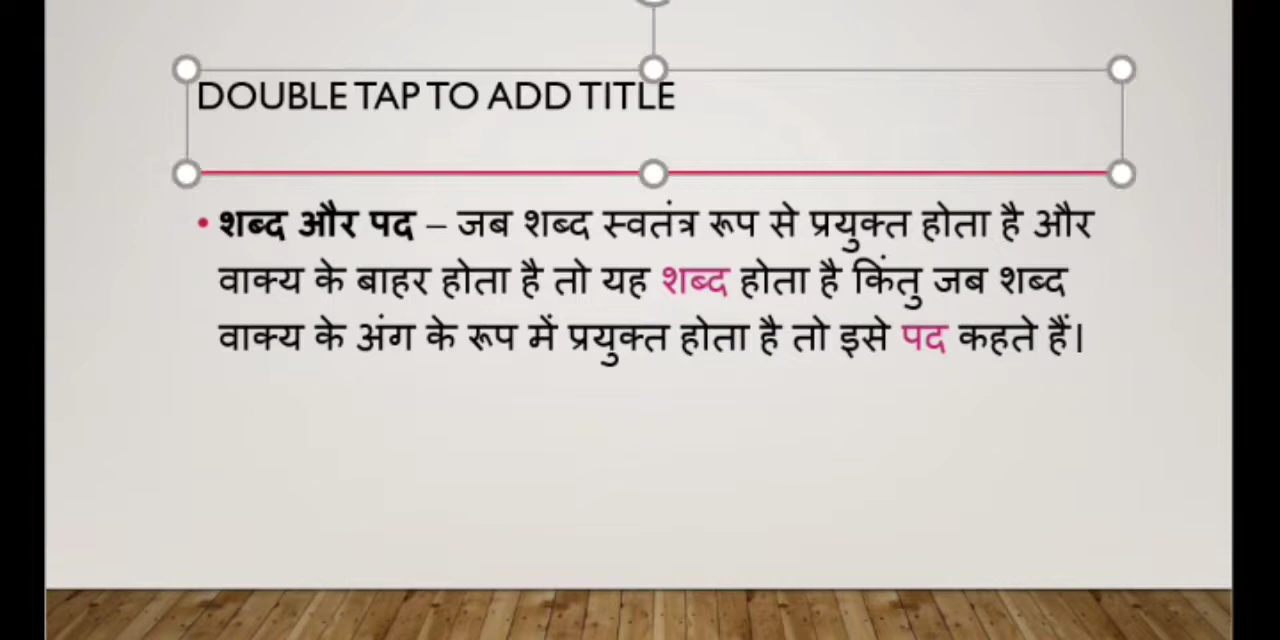 DOUBLE TAP TO ADD TITLE
• शब्द और पद – जब शब्द स्वतंत्र रूप से प्रयुक्त होता है और
वाक्य के बाहर होता है तो यह शब्द होता है किंतु जब शब्द
वाक्य के अंग के रूप में प्रयुक्त होता है तो इसे पद कहते हैं।